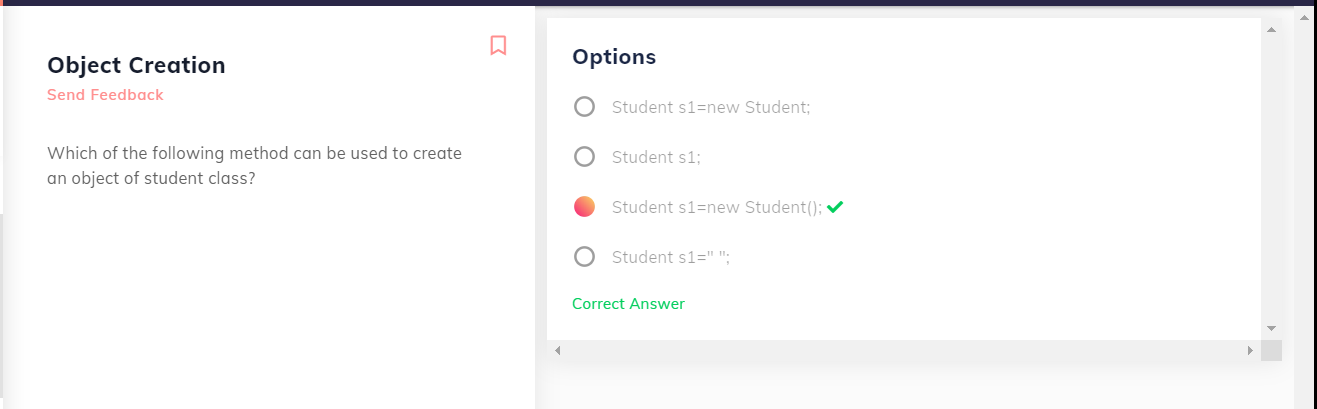 Object Creation
Send Feedback
Which of the following method can be used to create
an object of student class?
Options
Student s1=new Student;
Student s1;
Student s1=new Student();
Student s1=" ";
Correct Answer